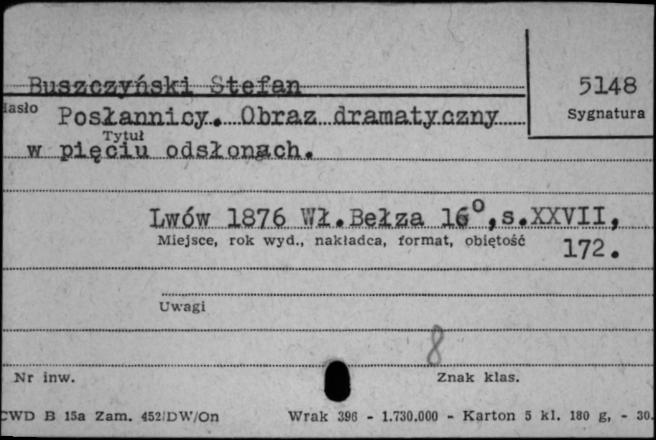 Buszczyński Stefan
5148
Hasło
Sygnatura
Posłannicy. Obraz dramatyczny
Tytuł
w pięciu odsłonach.
Lwów 1876 Wł.Bełza 16°,s.XXVII,
Miejsce, rok wyd., nakładca, format, objętość
172.
Uwagi
8
Nr inw.
Znak klas.
CWD B 15a Zam. 452/DW/On Wrak 396 - 1.730.000 - Karton 5 kl. 180 g, - 30.